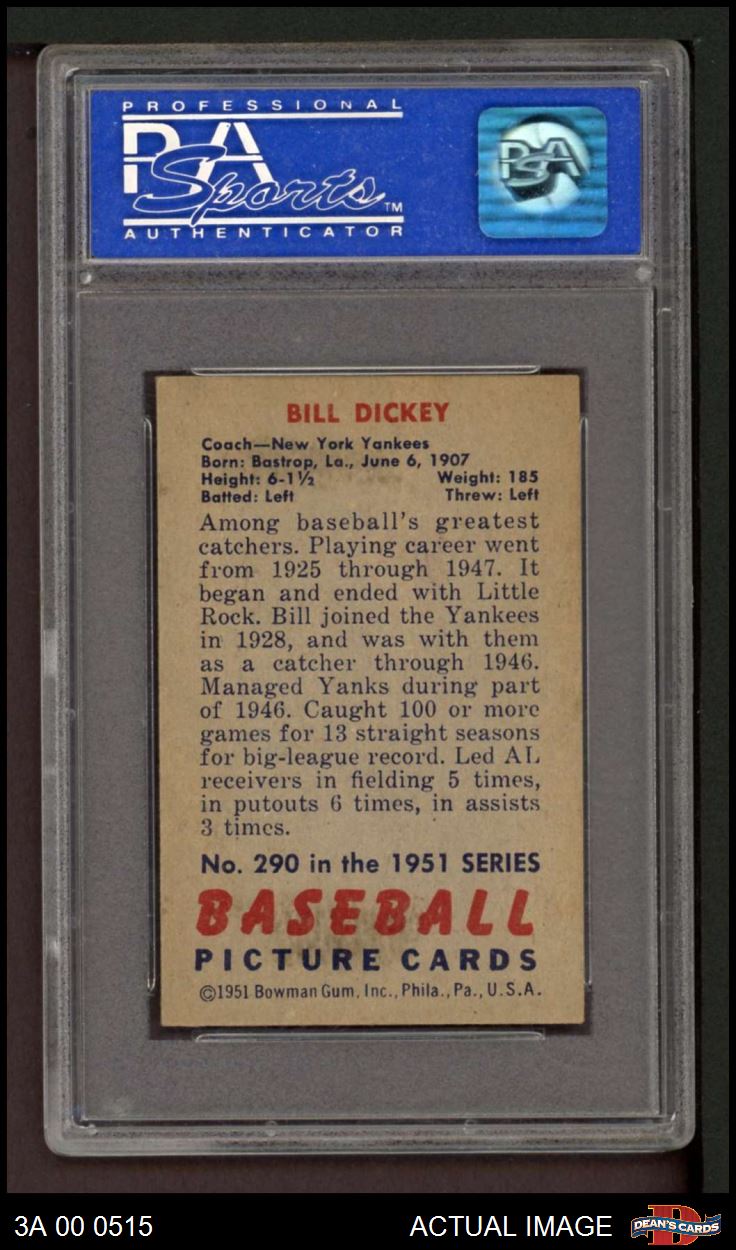 PROFESSIONAL
PSA
Sports™
AUTHENTICATOR
PSA
BILL DICKEY
Coach—New York Yankees
Born: Bastrop, La., June 6, 1907
Height: 6-1½ Weight: 185
Batted: Left Threw: Left
Among baseball's greatest
catchers. Playing career went
from 1925 through 1947. It
began and ended with Little
Rock. Bill joined the Yankees
in 1928, and was with them
as a catcher through 1946.
Managed Yanks during part
of 1946. Caught 100 or more
games for 13 straight seasons
for big-league record. Led AL
receivers in fielding 5 times,
in putouts 6 times, in assists
3 times.
No. 290 in the 1951 SERIES
BASEBALL
PICTURE CARDS
©1951 Bowman Gum, Inc., Phila., Pa., U.S.A.
3A 00 0515 ACTUAL IMAGE DEAN'S CARDS